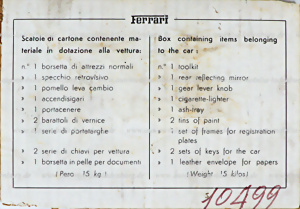 Ferrari
Scatole di cartone contenente ma-
teriale in dotazione alla vettura:
n° 1 borsetta di attrezzi normali
» 1 specchio retrovisivo
» 1 pomello leva cambio
» 1 accendisigari
» 1 portacenere
» 2 barattoli di vernice
» 1 serie di portatarghe
» 2 serie di chiavi per vettura
» 1 borsetta in pelle per documenti
(Peso 15 kg)
Box containing items belonging
to the car:
n° 1 toolkit
» 1 rear reflecting mirror
» 1 gear lever knob
» 1 cigarette-lighter
» 1 ash-tray
» 2 tins of paint
» 1 set of frames for registration
plates
» 2 sets of keys for the car
» 1 leather envelope for papers
(Weight 15 kilos)
10499